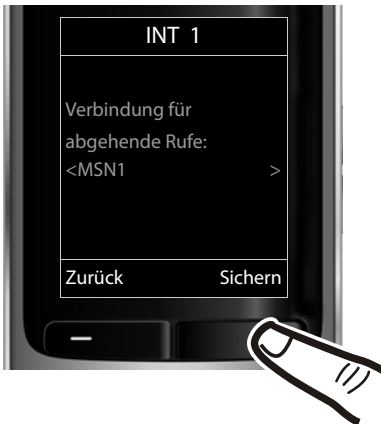 INT 1
Verbindung für
abgehende Rufe:
<MSN1 >
Zurück Sichern